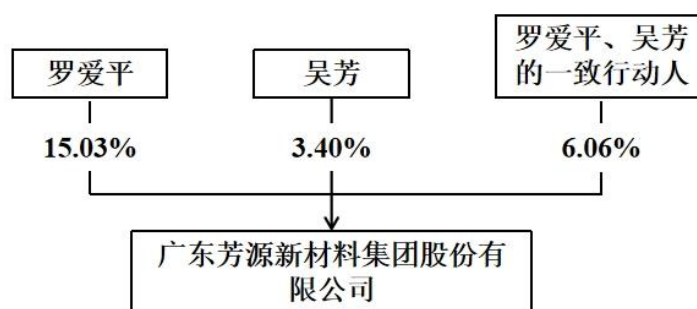 罗爱平
吴芳
罗爱平、吴芳
的一致行动人
15.03%
3.40%
6.06%
广东芳源新材料集团股份有
限公司